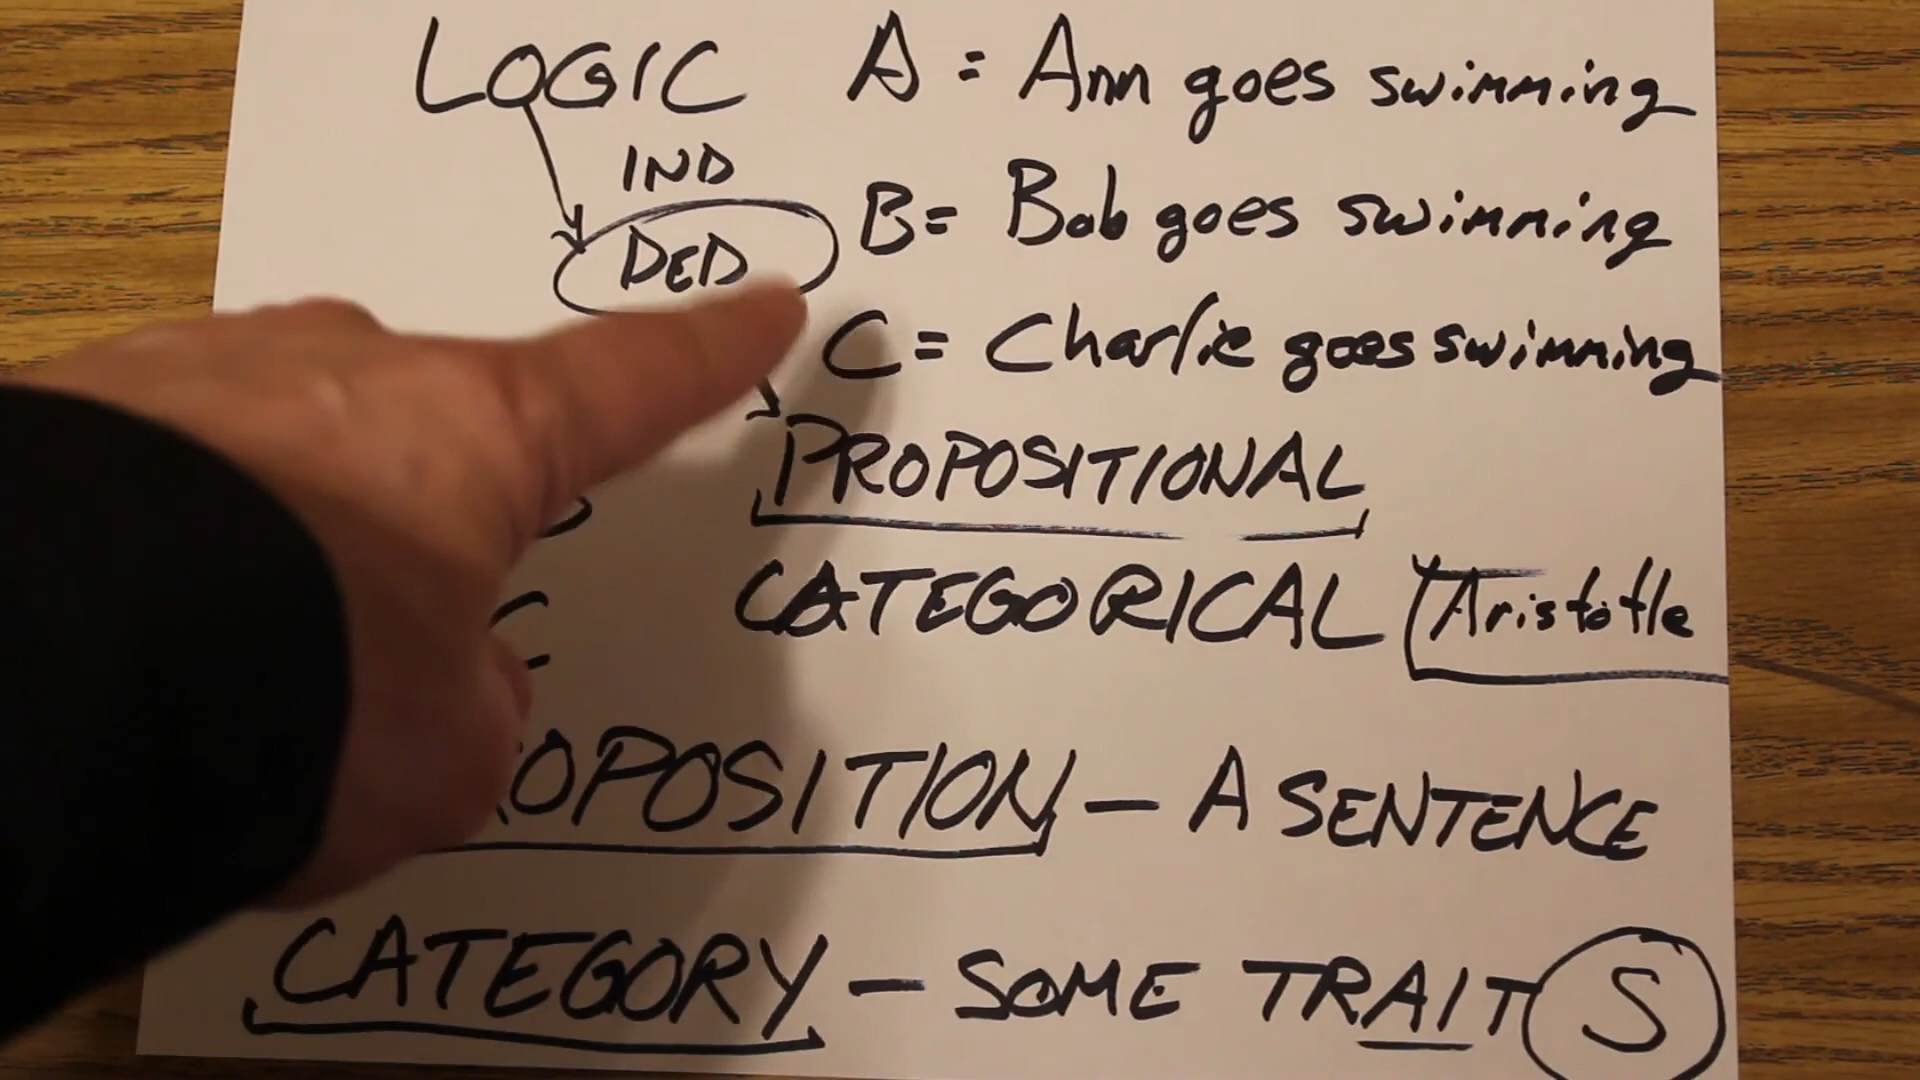 LOGIC
A = Ann goes swimming
IND
DED
B = Bob goes swimming
C = Charlie goes swimming
PROPOSITIONAL
CATEGORICAL Aristotle
— A SENTENCE
CATEGORY — SOME TRAIT S